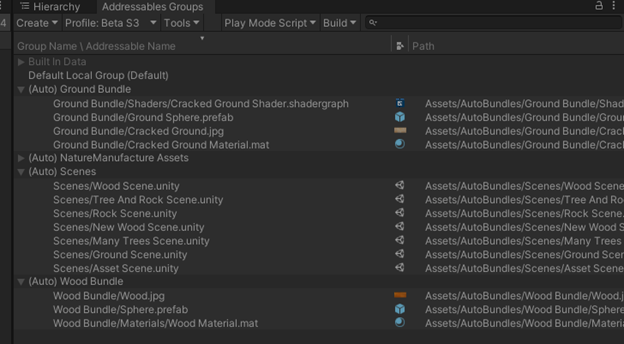 Hierarchy Addressables Groups
4 Create Profile: Beta S3 Tools Play Mode Script Build
Group Name \ Addressable Name Path
Built In Data
Default Local Group (Default)
(Auto) Ground Bundle
Ground Bundle/Shaders/Cracked Ground Shader.shadergraph Assets/AutoBundles/Ground Bundle/Shad
Ground Bundle/Ground Sphere.prefab Assets/AutoBundles/Ground Bundle/Grou
Ground Bundle/Cracked Ground.jpg Assets/AutoBundles/Ground Bundle/Crac
Ground Bundle/Cracked Ground Material.mat Assets/AutoBundles/Ground Bundle/Crac
(Auto) NatureManufacture Assets
(Auto) Scenes
Scenes/Wood Scene.unity Assets/AutoBundles/Scenes/Wood Scene
Scenes/Tree And Rock Scene.unity Assets/AutoBundles/Scenes/Tree And Ro
Scenes/Rock Scene.unity Assets/AutoBundles/Scenes/Rock Scene.
Scenes/New Wood Scene.unity Assets/AutoBundles/Scenes/New Wood S
Scenes/Many Trees Scene.unity Assets/AutoBundles/Scenes/Many Trees
Scenes/Ground Scene.unity Assets/AutoBundles/Scenes/Ground Scen
Scenes/Asset Scene.unity Assets/AutoBundles/Scenes/Asset Scene.
(Auto) Wood Bundle
Wood Bundle/Wood.jpg Assets/AutoBundles/Wood Bundle/Wood.j
Wood Bundle/Sphere.prefab Assets/AutoBundles/Wood Bundle/Sphere
Wood Bundle/Materials/Wood Material.mat Assets/AutoBundles/Wood Bundle/Materia